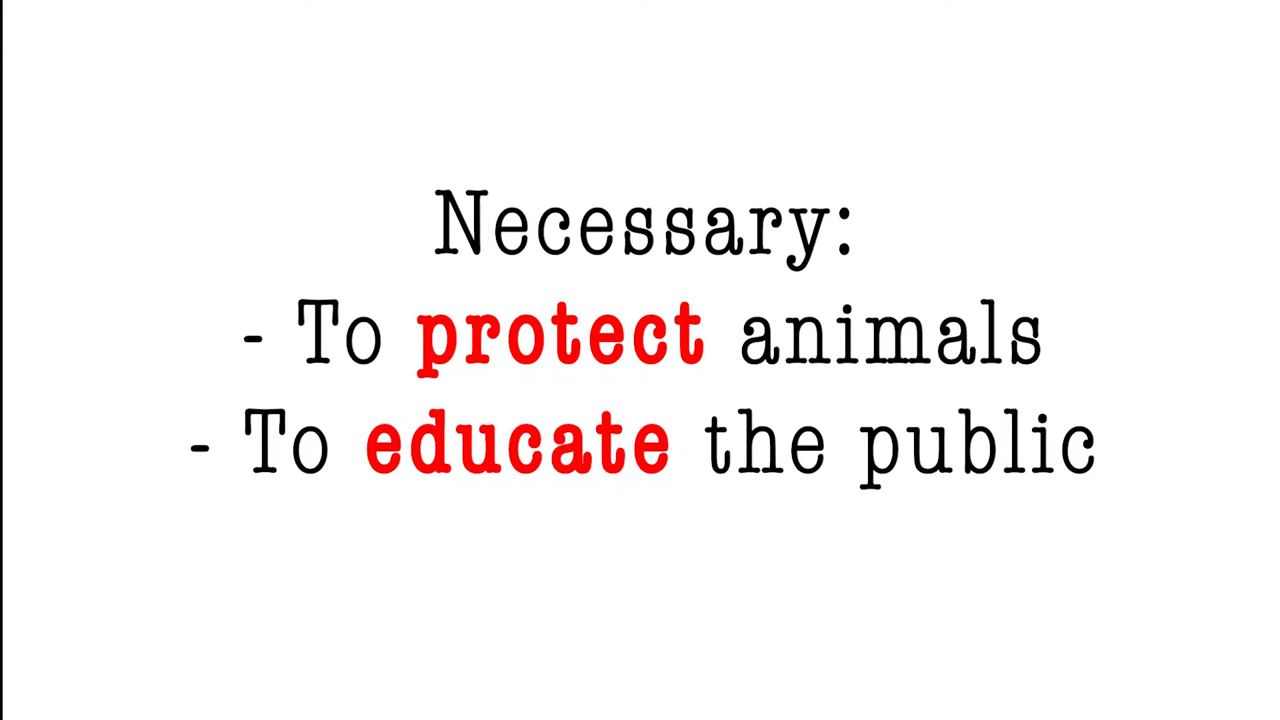 Necessary:
- To protect animals
- To educate the public